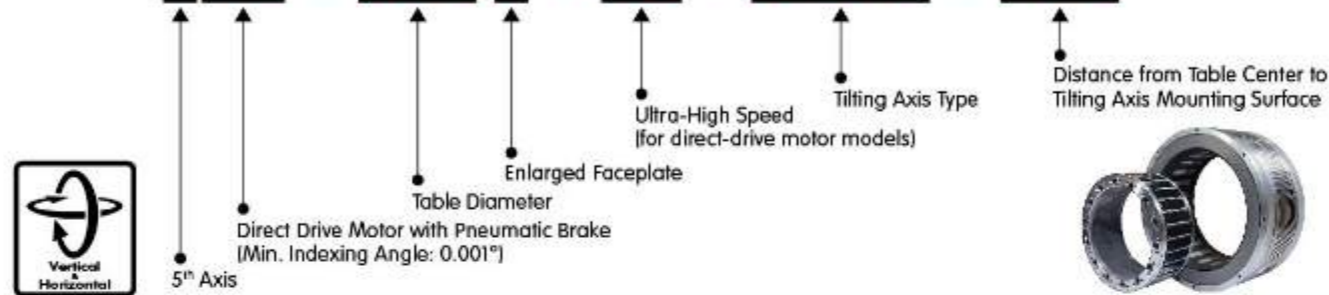 Distance from Table Center to
Tilting Axis Mounting Surface
Tilting Axis Type
Ultra-High Speed
(for direct-drive motor models)
Enlarged Faceplate
Table Diameter
Direct Drive Motor with Pneumatic Brake
(Min. Indexing Angle: 0.001°)
5th Axis
Vertical
&
Horizontal